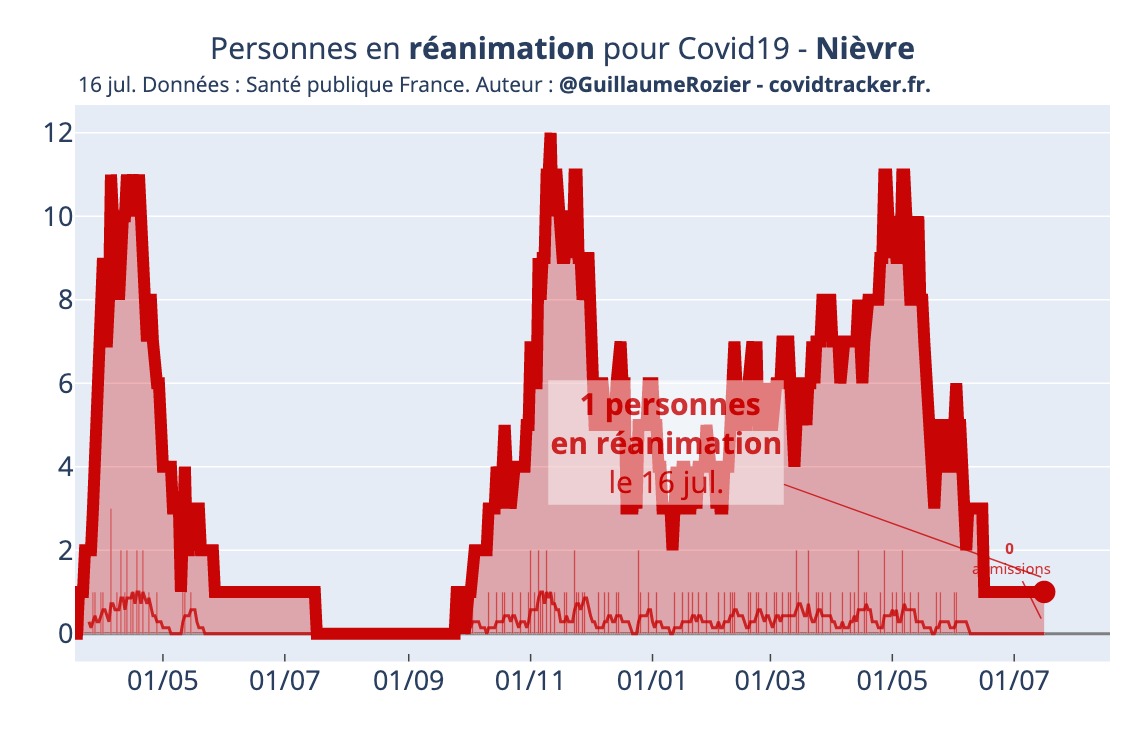 Personnes en réanimation pour Covid19 - Nièvre
16 jul. Données : Santé publique France. Auteur : @GuillaumeRozier - covidtracker.fr.
12
10
8
6
4
2
0
1 personnes
en réanimation
le 16 jul.
0
admissions
01/05 01/07 01/09 01/11 01/01 01/03 01/05 01/07